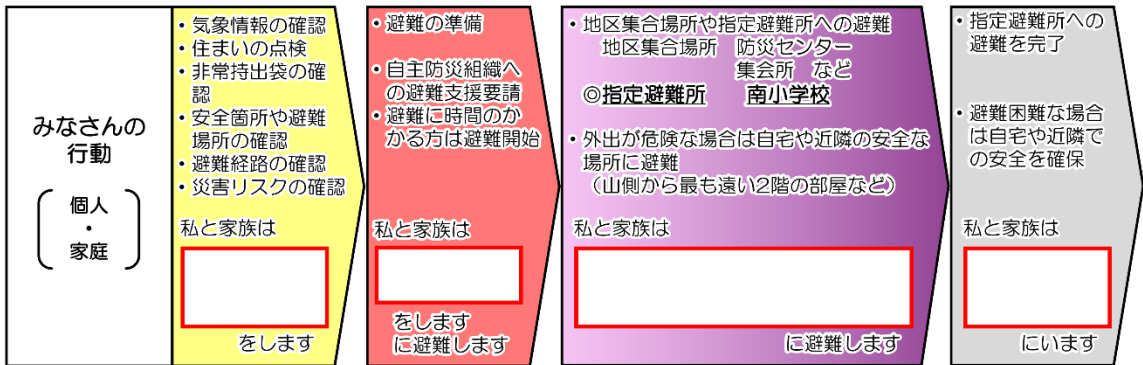 みなさんの
行動
個人
・
家庭
・気象情報の確認
・住まいの点検
・非常持出袋の確
認
・安全箇所や避難
場所の確認
・避難経路の確認
・災害リスクの確認
私と家族は
をします
・避難の準備
・自主防災組織へ
の避難支援要請
・避難に時間のか
かる方は避難開始
私と家族は
をします
に避難します
・地区集合場所や指定避難所への避難
地区集合場所　防災センター
集会所　など
◎指定避難所　南小学校
・外出が危険な場合は自宅や近隣の安全な
場所に避難
（山側から最も遠い2階の部屋など）
私と家族は
に避難します
・指定避難所への
避難を完了
・避難困難な場合
は自宅や近隣で
の安全を確保
私と家族は
にいます